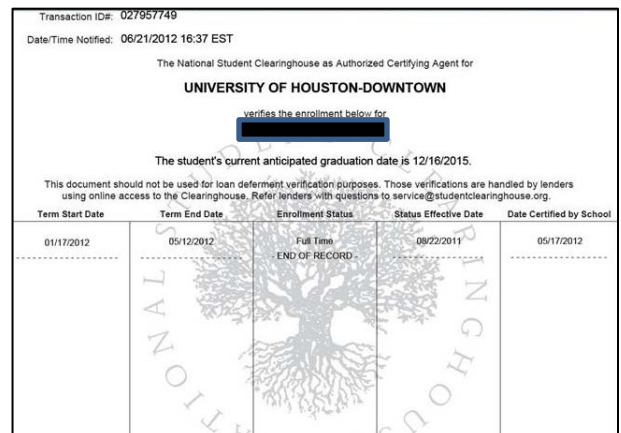 Transaction ID#: 027957749
Date/Time Notified: 06/21/2012 16:37 EST
The National Student Clearinghouse as Authorized Certifying Agent for
UNIVERSITY OF HOUSTON-DOWNTOWN
verifies the enrollment below for
The student's current anticipated graduation date is 12/16/2015.
This document should not be used for loan deferment verification purposes. Those verifications are handled by lenders
using online access to the Clearinghouse. Refer lenders with questions to service@studentclearinghouse.org.
Term Start Date Term End Date Enrollment Status Status Effective Date Date Certified by School
01/17/2012 05/12/2012 Full Time 08/22/2011 05/17/2012
- END OF RECORD -